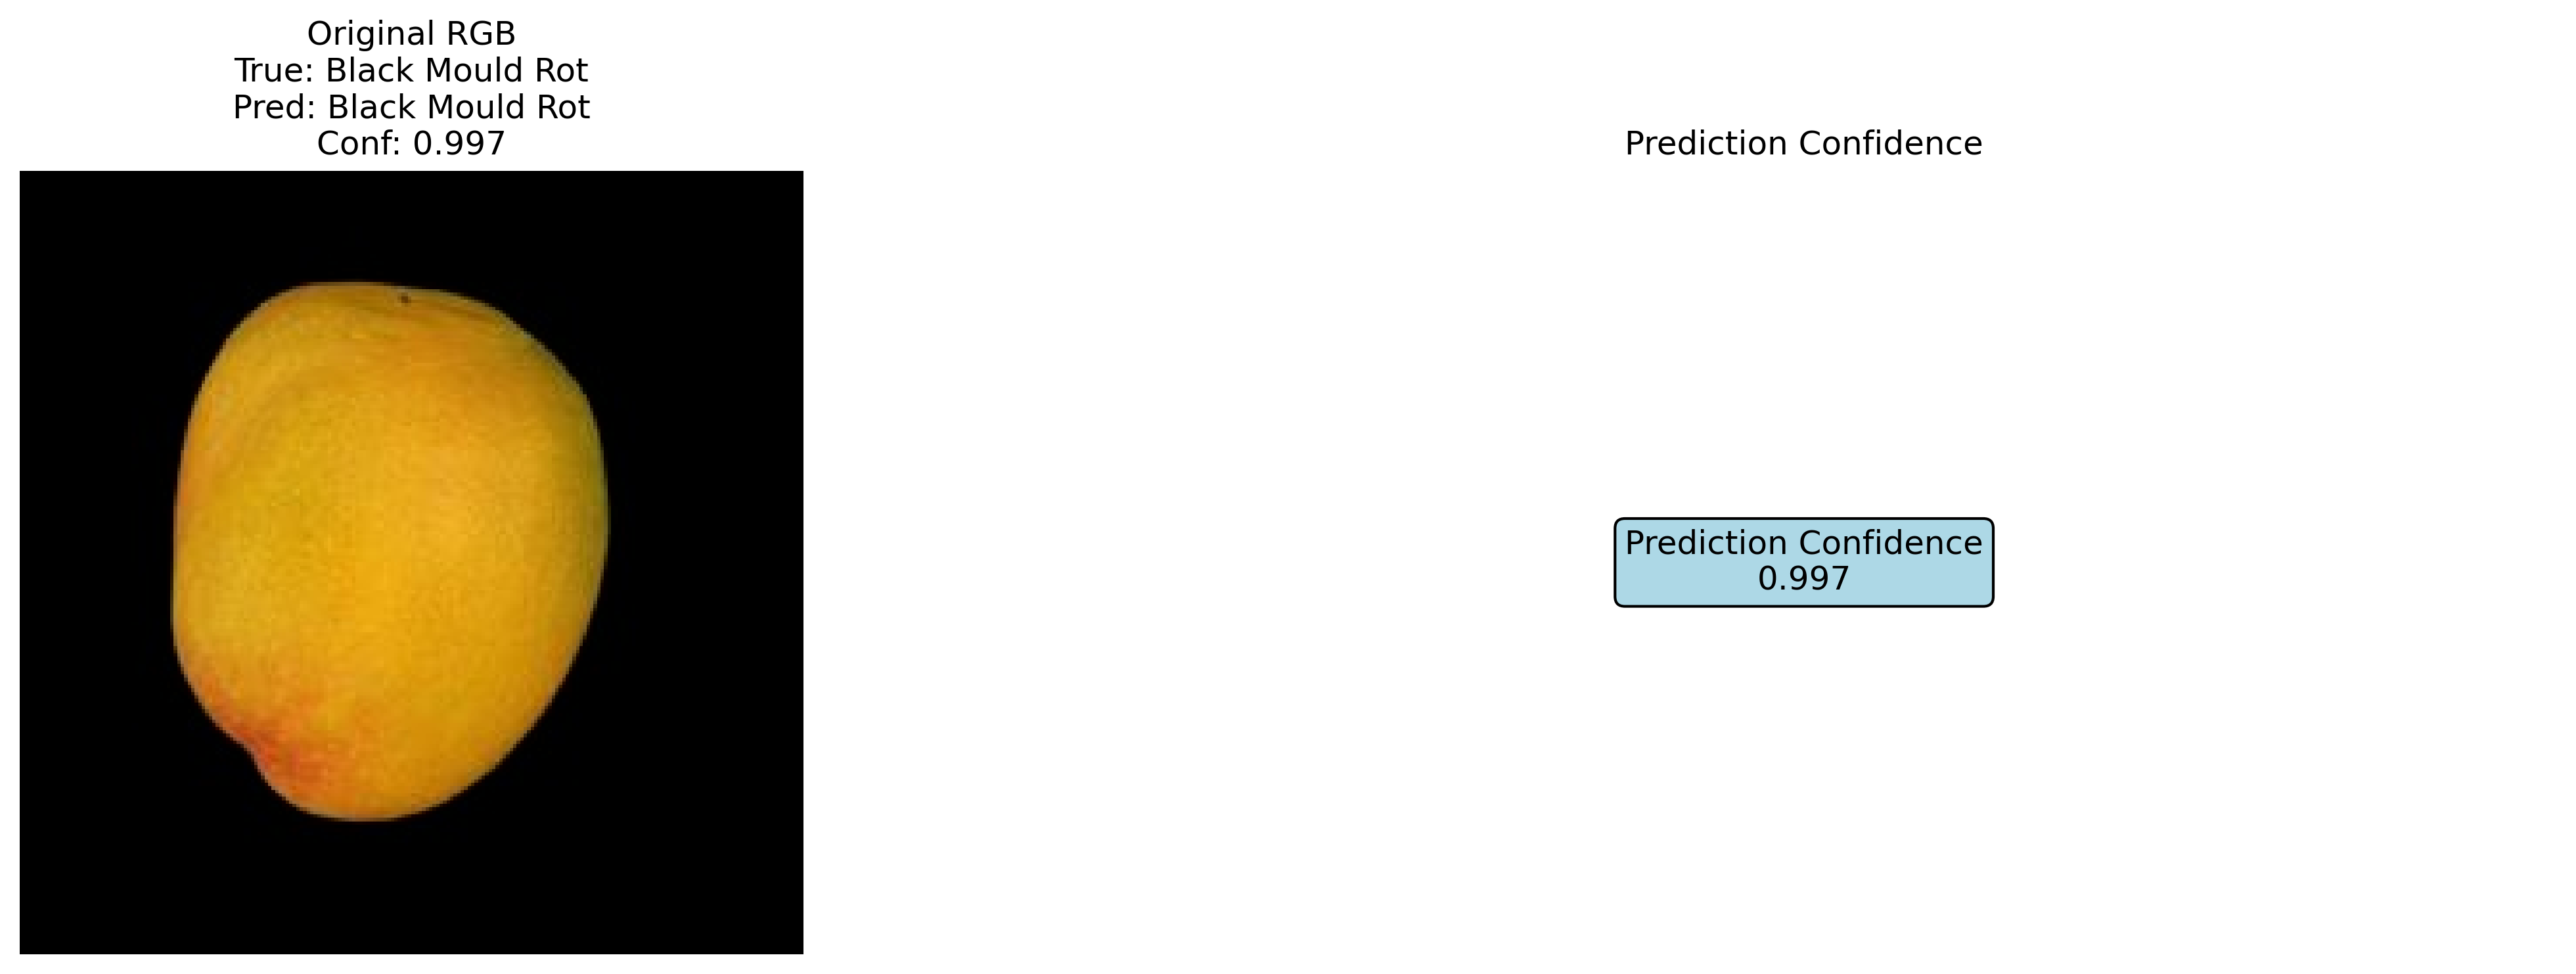 Original RGB
True: Black Mould Rot
Pred: Black Mould Rot
Conf: 0.997
Prediction Confidence
Prediction Confidence
0.997